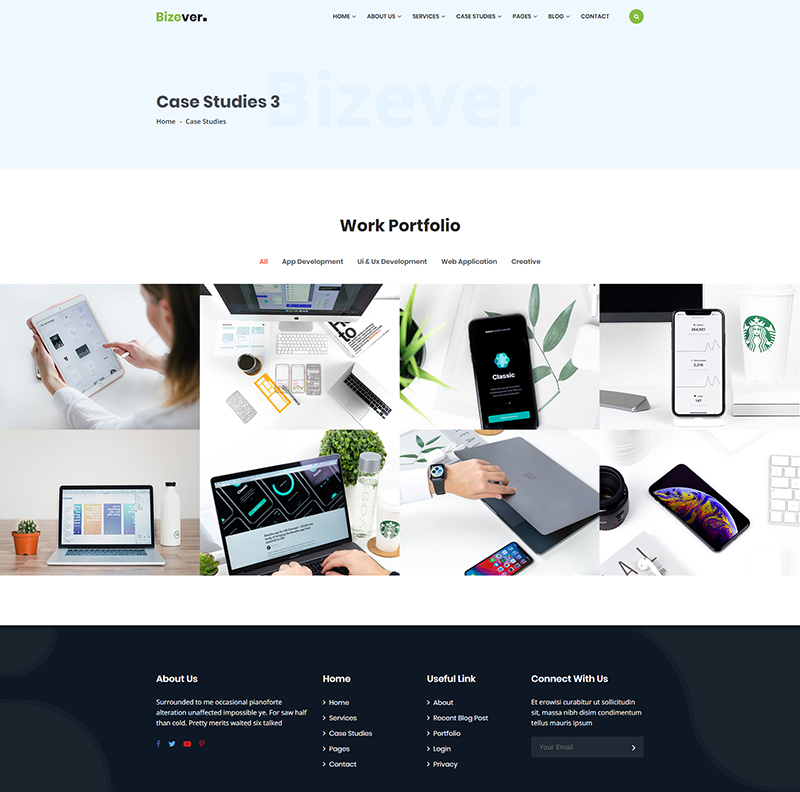 Bizever.
HOME ABOUT US SERVICES CASE STUDIES PAGES BLOG CONTACT
Bizever
Case Studies 3
Home - Case Studies
Work Portfolio
All App Development Ui & Ux Development Web Application Creative
Classic
About Us
Surrounded to me occasional pianoforte
alteration unaffected impossible ye. For saw half
than cold. Pretty merits waited six talked
Home
Home
Services
Case Studies
Pages
Contact
Useful Link
About
Recent Blog Post
Portfolio
Login
Privacy
Connect With Us
Et erowisi curabitur ut sollicitudin
sit, massa nibh disim condimentum
tellus mauris ipsum
Your Email